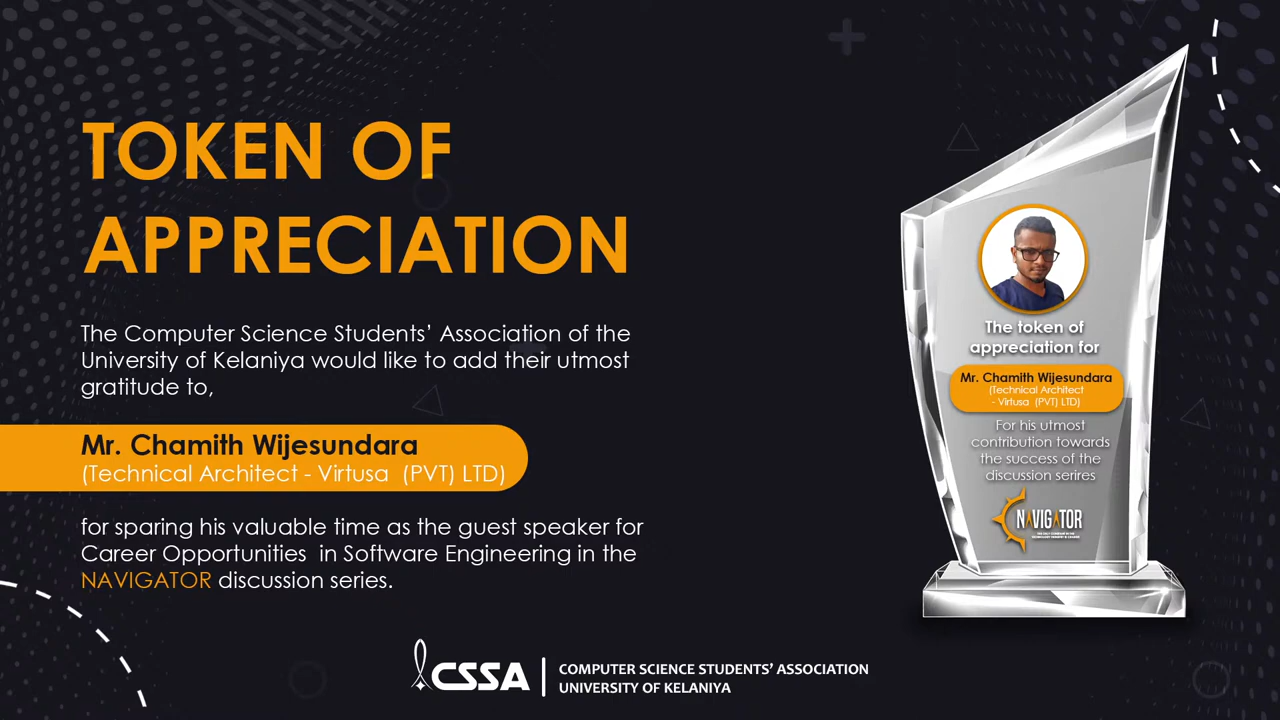 TOKEN OF
APPRECIATION
The Computer Science Students’ Association of the
University of Kelaniya would like to add their utmost
gratitude to,
Mr. Chamith Wijesundara
(Technical Architect - Virtusa (PVT) LTD)
for sparing his valuable time as the guest speaker for
Career Opportunities in Software Engineering in the
NAVIGATOR discussion series.
The token of
appreciation for
Mr. Chamith Wijesundara
(Technical Architect
- Virtusa (PVT) LTD)
For his utmost
contribution towards
the success of the
discussion serires
NAVIGATOR
CSSA
COMPUTER SCIENCE STUDENTS’ ASSOCIATION
UNIVERSITY OF KELANIYA